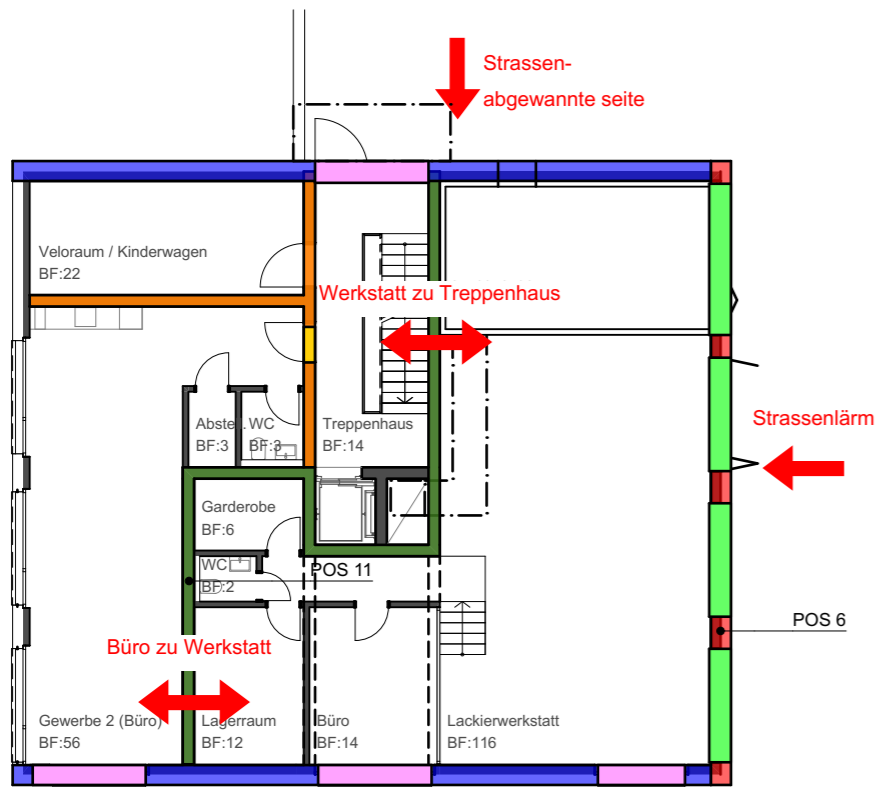 Strassen-
abgewannte seite
Veloraum / Kinderwagen
BF:22
Werkstatt zu Treppenhaus
Strassenlärm
Abstell. WC
BF:3 BF:3
Treppenhaus
BF:14
Garderobe
BF:6
WC
BF:2
POS 11
POS 6
Büro zu Werkstatt
Gewerbe 2 (Büro)
BF:56
Lagerraum
BF:12
Büro
BF:14
Lackierwerkstatt
BF:116